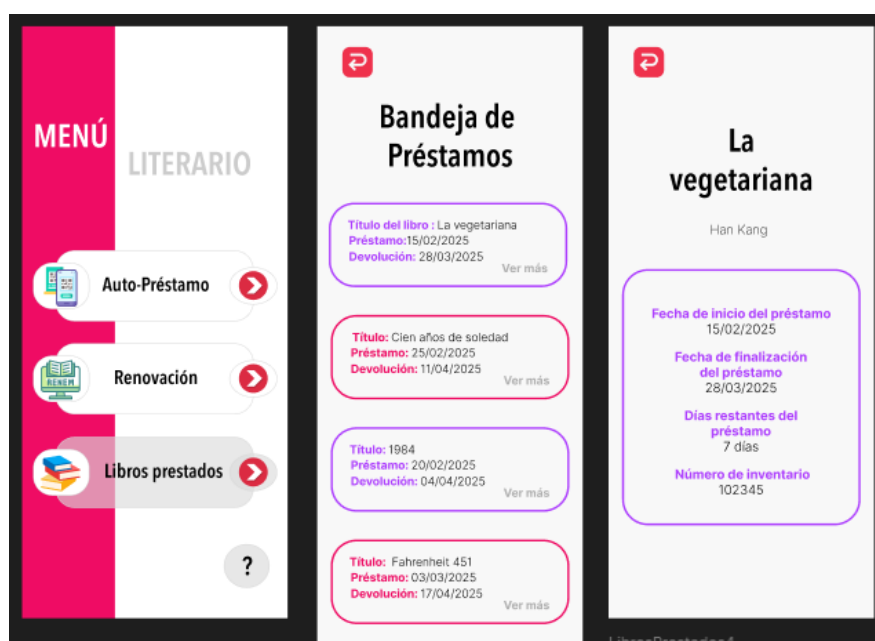 MENÚ
LITERARIO
Auto-Préstamo
RENEM
Renovación
Libros prestados
?
Bandeja de
Préstamos
Título del libro : La vegetariana
Préstamo:15/02/2025
Devolución: 28/03/2025
Ver más
Título: Cien años de soledad
Préstamo: 25/02/2025
Devolución: 11/04/2025
Ver más
Título: 1984
Préstamo: 20/02/2025
Devolución: 04/04/2025
Ver más
Título: Fahrenheit 451
Préstamo: 03/03/2025
Devolución: 17/04/2025
Ver más
La
vegetariana
Han Kang
Fecha de inicio del préstamo
15/02/2025
Fecha de finalización
del préstamo
28/03/2025
Días restantes del
préstamo
7 días
Número de inventario
102345